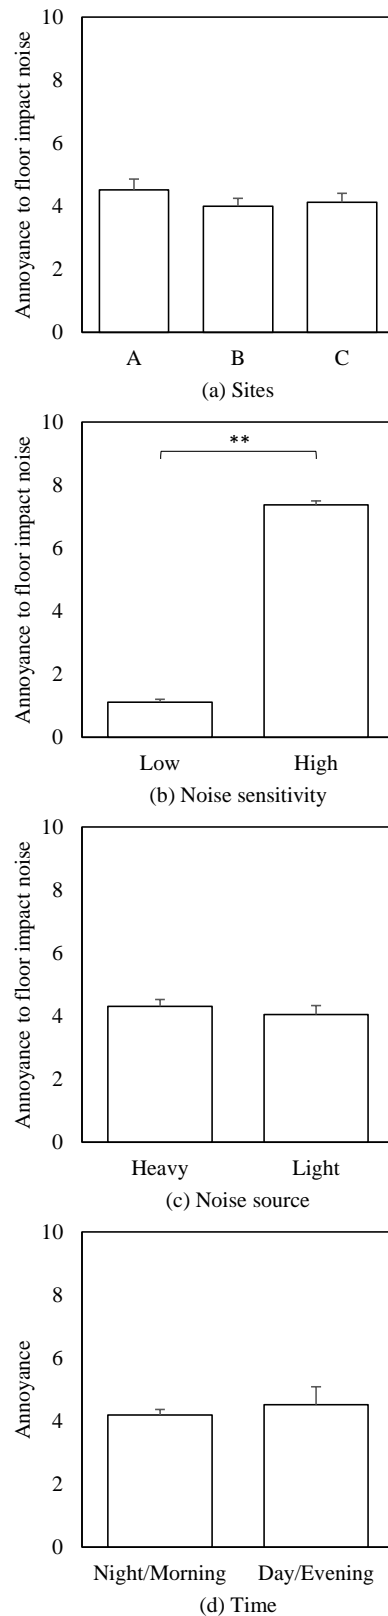 10
8
6
4
2
0
Annoyance to floor impact noise
A B C
(a) Sites
10
8
6
4
2
0
Annoyance to floor impact noise
**
Low High
(b) Noise sensitivity
10
8
6
4
2
0
Annoyance to floor impact noise
Heavy Light
(c) Noise source
10
8
6
4
2
0
Annoyance
Night/Morning Day/Evening
(d) Time